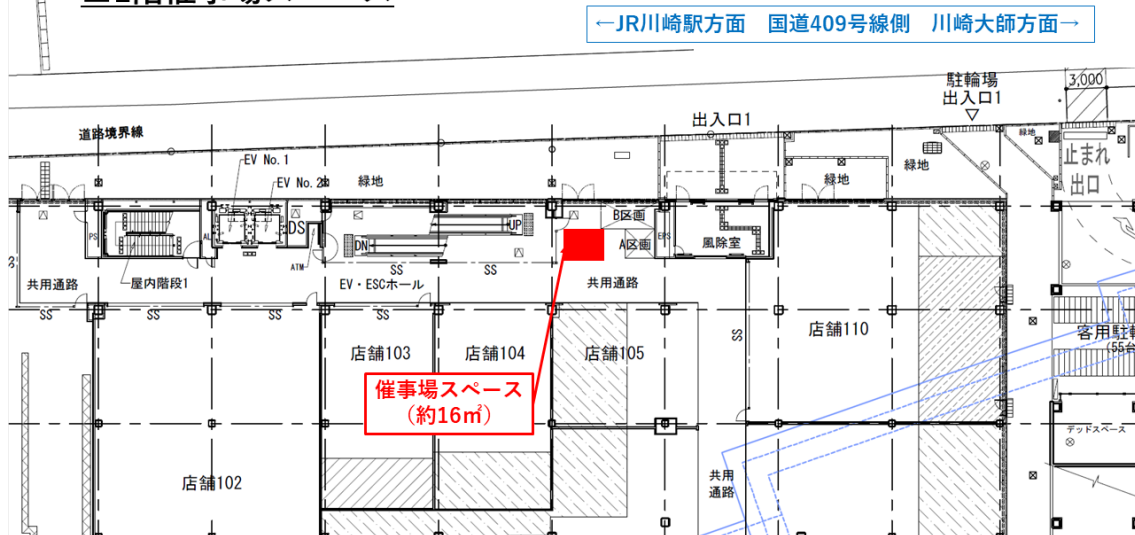 ←JR川崎駅方面　国道409号線側　川崎大師方面→
駐輪場
出入口1
3,000
出入口1
道路境界線
EV No.1
EV No.2
緑地
緑地
緑地
緑地
止まれ
出口
PS
AL
DS
UP
DN
B区画
A区画
EPS
風除室
ATM
SS
SS
SS
共用通路
屋内階段1
EV・ESCホール
共用通路
SS
SS
SS
SS
SS
店舗103
店舗104
店舗105
店舗110
客用駐輪
(55台
催事場スペース
（約16㎡）
デッドスペース
店舗102
共用
通路